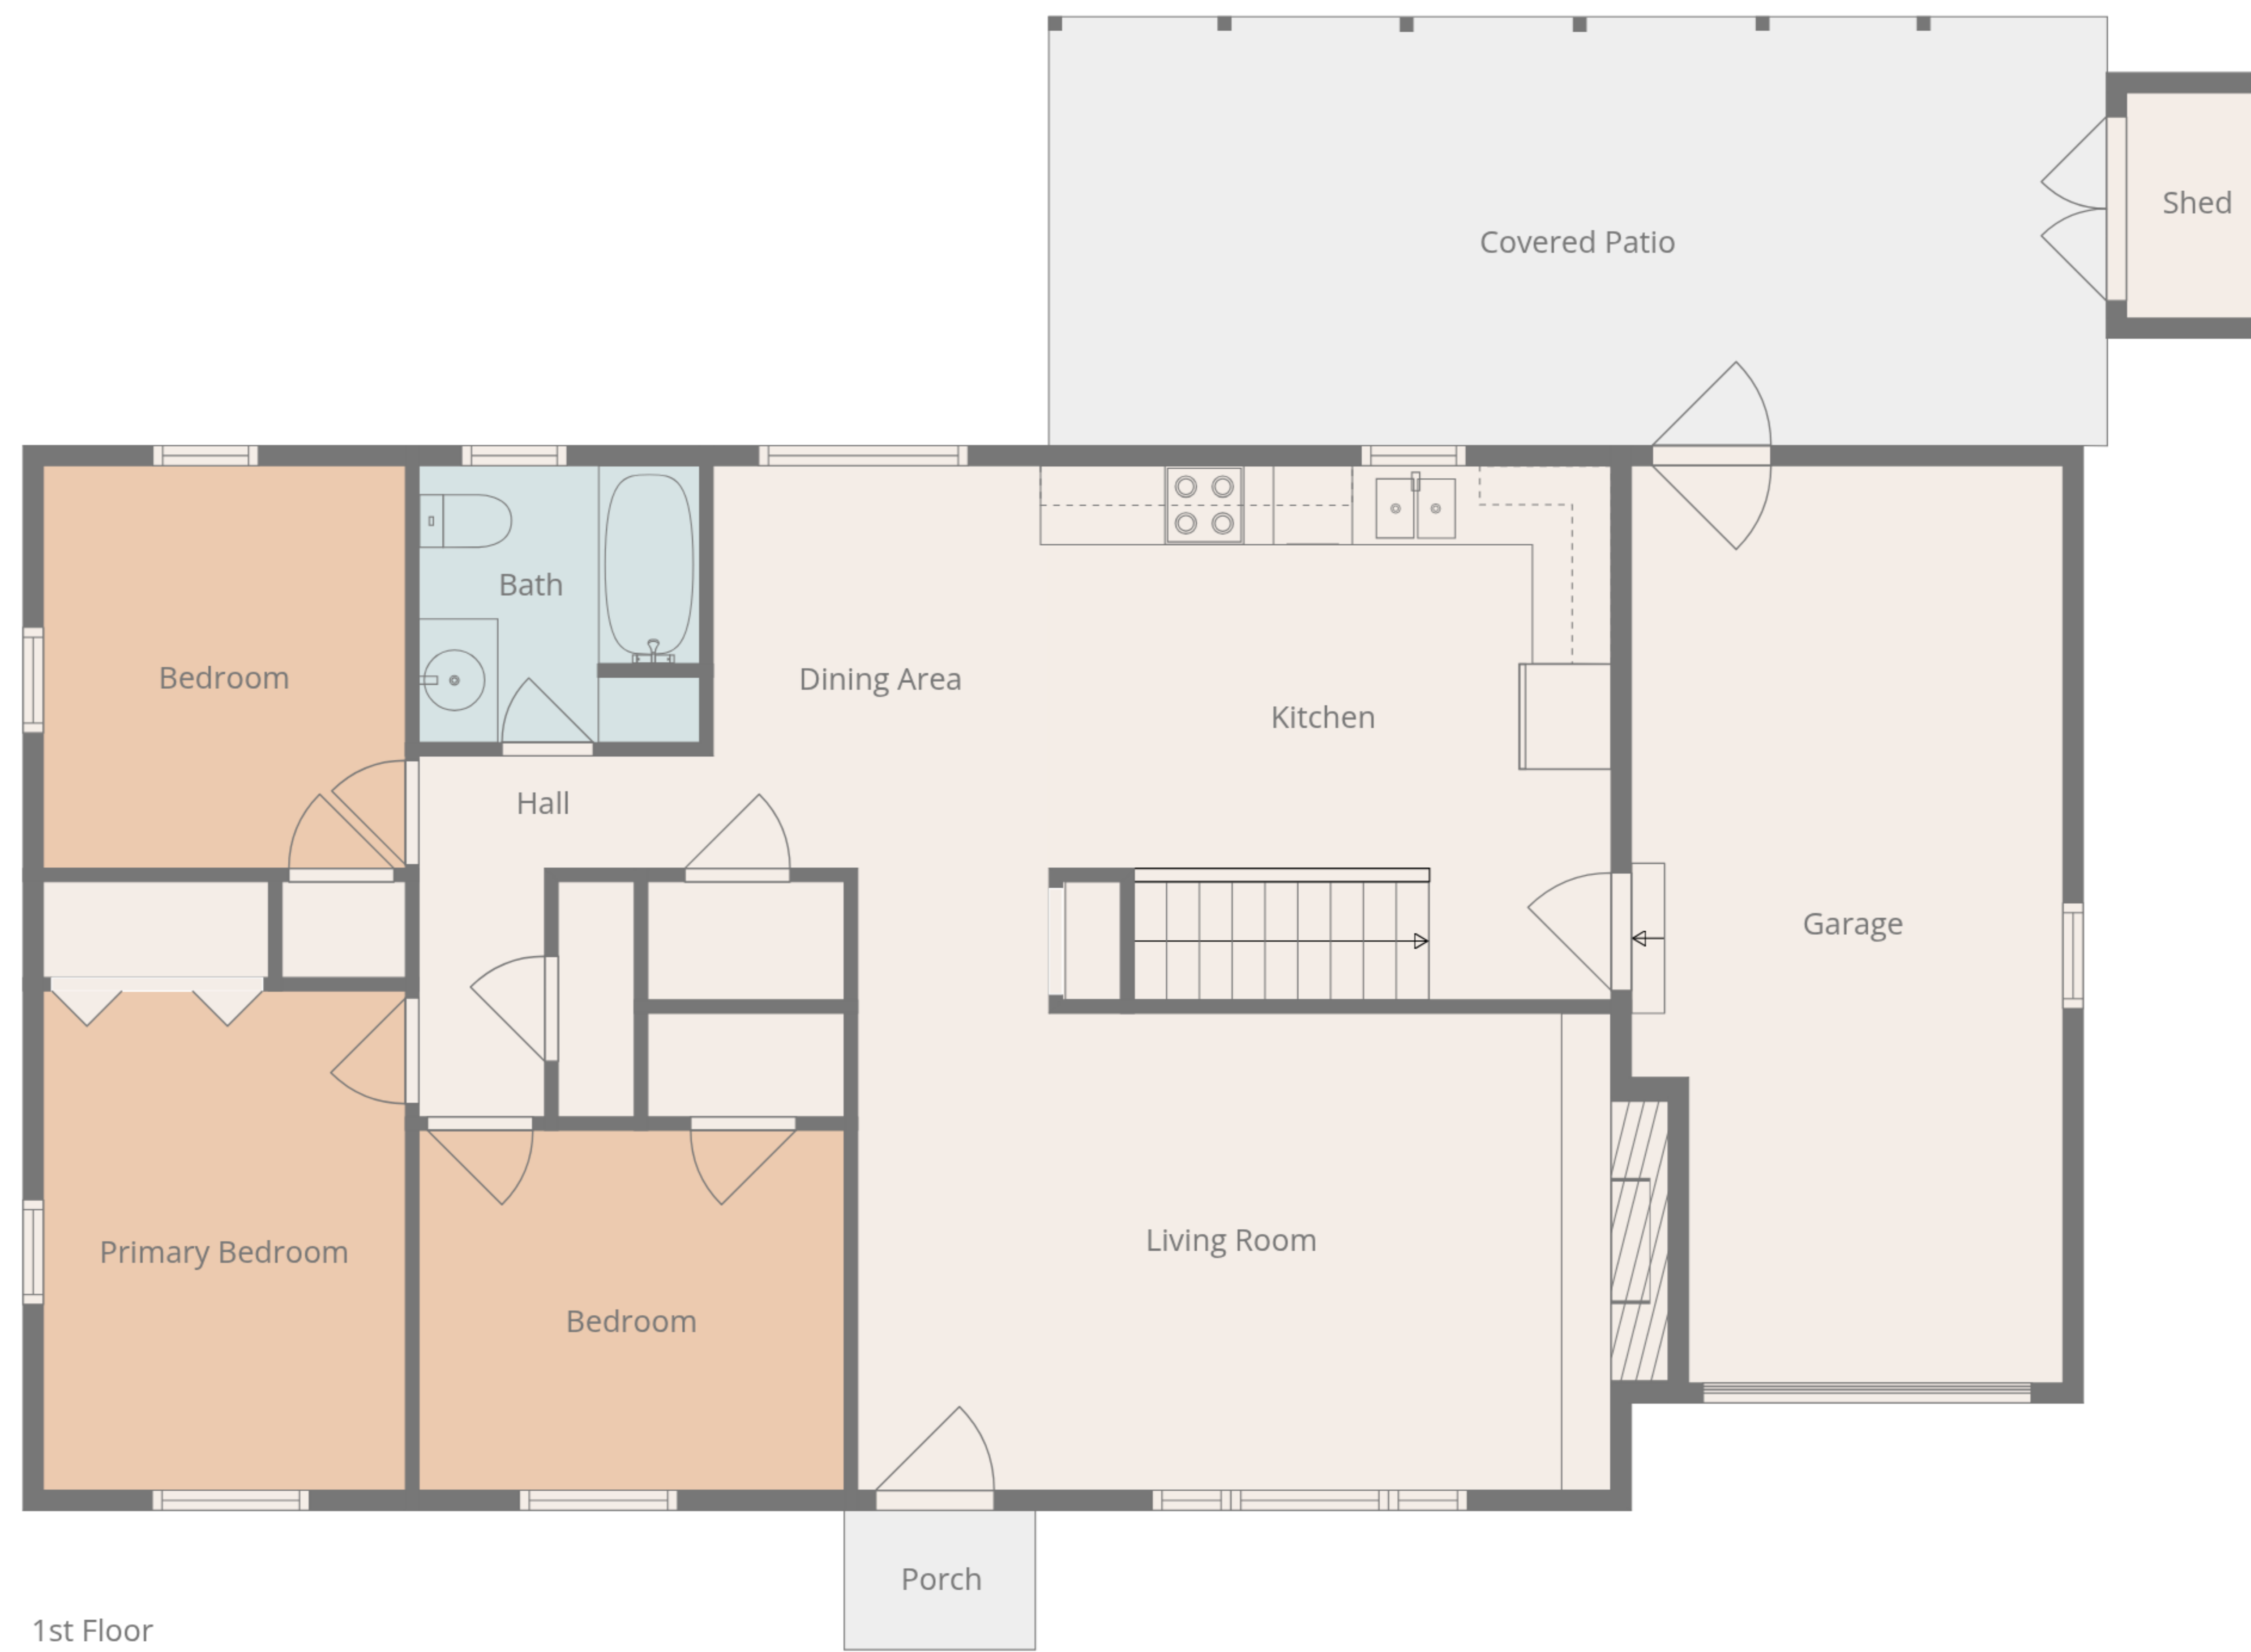 Covered Patio
Shed
Bath
Bedroom
Dining Area
Kitchen
Hall
Garage
Primary Bedroom
Living Room
Bedroom
Porch
1st Floor